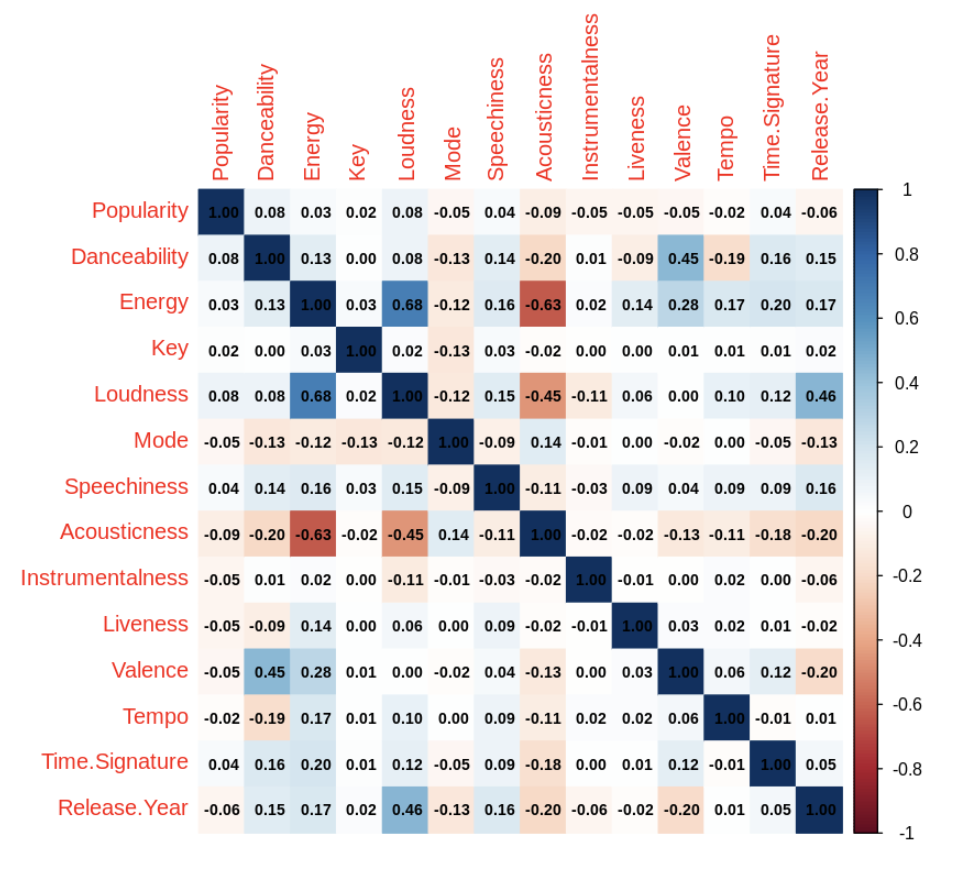 Popularity Danceability Energy Key Loudness Mode Speechiness Acousticness Instrumentalness Liveness Valence Tempo Time.Signature Release.Year
Popularity 1.00 0.08 0.03 0.02 0.08 -0.05 0.04 -0.09 -0.05 -0.05 -0.05 -0.02 0.04 -0.06
Danceability 0.08 1.00 0.13 0.00 0.08 -0.13 0.14 -0.20 0.01 -0.09 0.45 -0.19 0.16 0.15
Energy 0.03 0.13 1.00 0.03 0.68 -0.12 0.16 -0.63 0.02 0.14 0.28 0.17 0.20 0.17
Key 0.02 0.00 0.03 1.00 0.02 -0.13 0.03 -0.02 0.00 0.00 0.01 0.01 0.01 0.02
Loudness 0.08 0.08 0.68 0.02 1.00 -0.12 0.15 -0.45 -0.11 0.06 0.00 0.10 0.12 0.46
Mode -0.05 -0.13 -0.12 -0.13 -0.12 1.00 -0.09 0.14 -0.01 0.00 -0.02 0.00 -0.05 -0.13
Speechiness 0.04 0.14 0.16 0.03 0.15 -0.09 1.00 -0.11 -0.03 0.09 0.04 0.09 0.09 0.16
Acousticness -0.09 -0.20 -0.63 -0.02 -0.45 0.14 -0.11 1.00 -0.02 -0.02 -0.13 -0.11 -0.18 -0.20
Instrumentalness -0.05 0.01 0.02 0.00 -0.11 -0.01 -0.03 -0.02 1.00 -0.01 0.00 0.02 0.00 -0.06
Liveness -0.05 -0.09 0.14 0.00 0.06 0.00 0.09 -0.02 -0.01 1.00 0.03 0.02 0.01 -0.02
Valence -0.05 0.45 0.28 0.01 0.00 -0.02 0.04 -0.13 0.00 0.03 1.00 0.06 0.12 -0.20
Tempo -0.02 -0.19 0.17 0.01 0.10 0.00 0.09 -0.11 0.02 0.02 0.06 1.00 -0.01 0.01
Time.Signature 0.04 0.16 0.20 0.01 0.12 -0.05 0.09 -0.18 0.00 0.01 0.12 -0.01 1.00 0.05
Release.Year -0.06 0.15 0.17 0.02 0.46 -0.13 0.16 -0.20 -0.06 -0.02 -0.20 0.01 0.05 1.00
1
0.8
0.6
0.4
0.2
0
-0.2
-0.4
-0.6
-0.8
-1